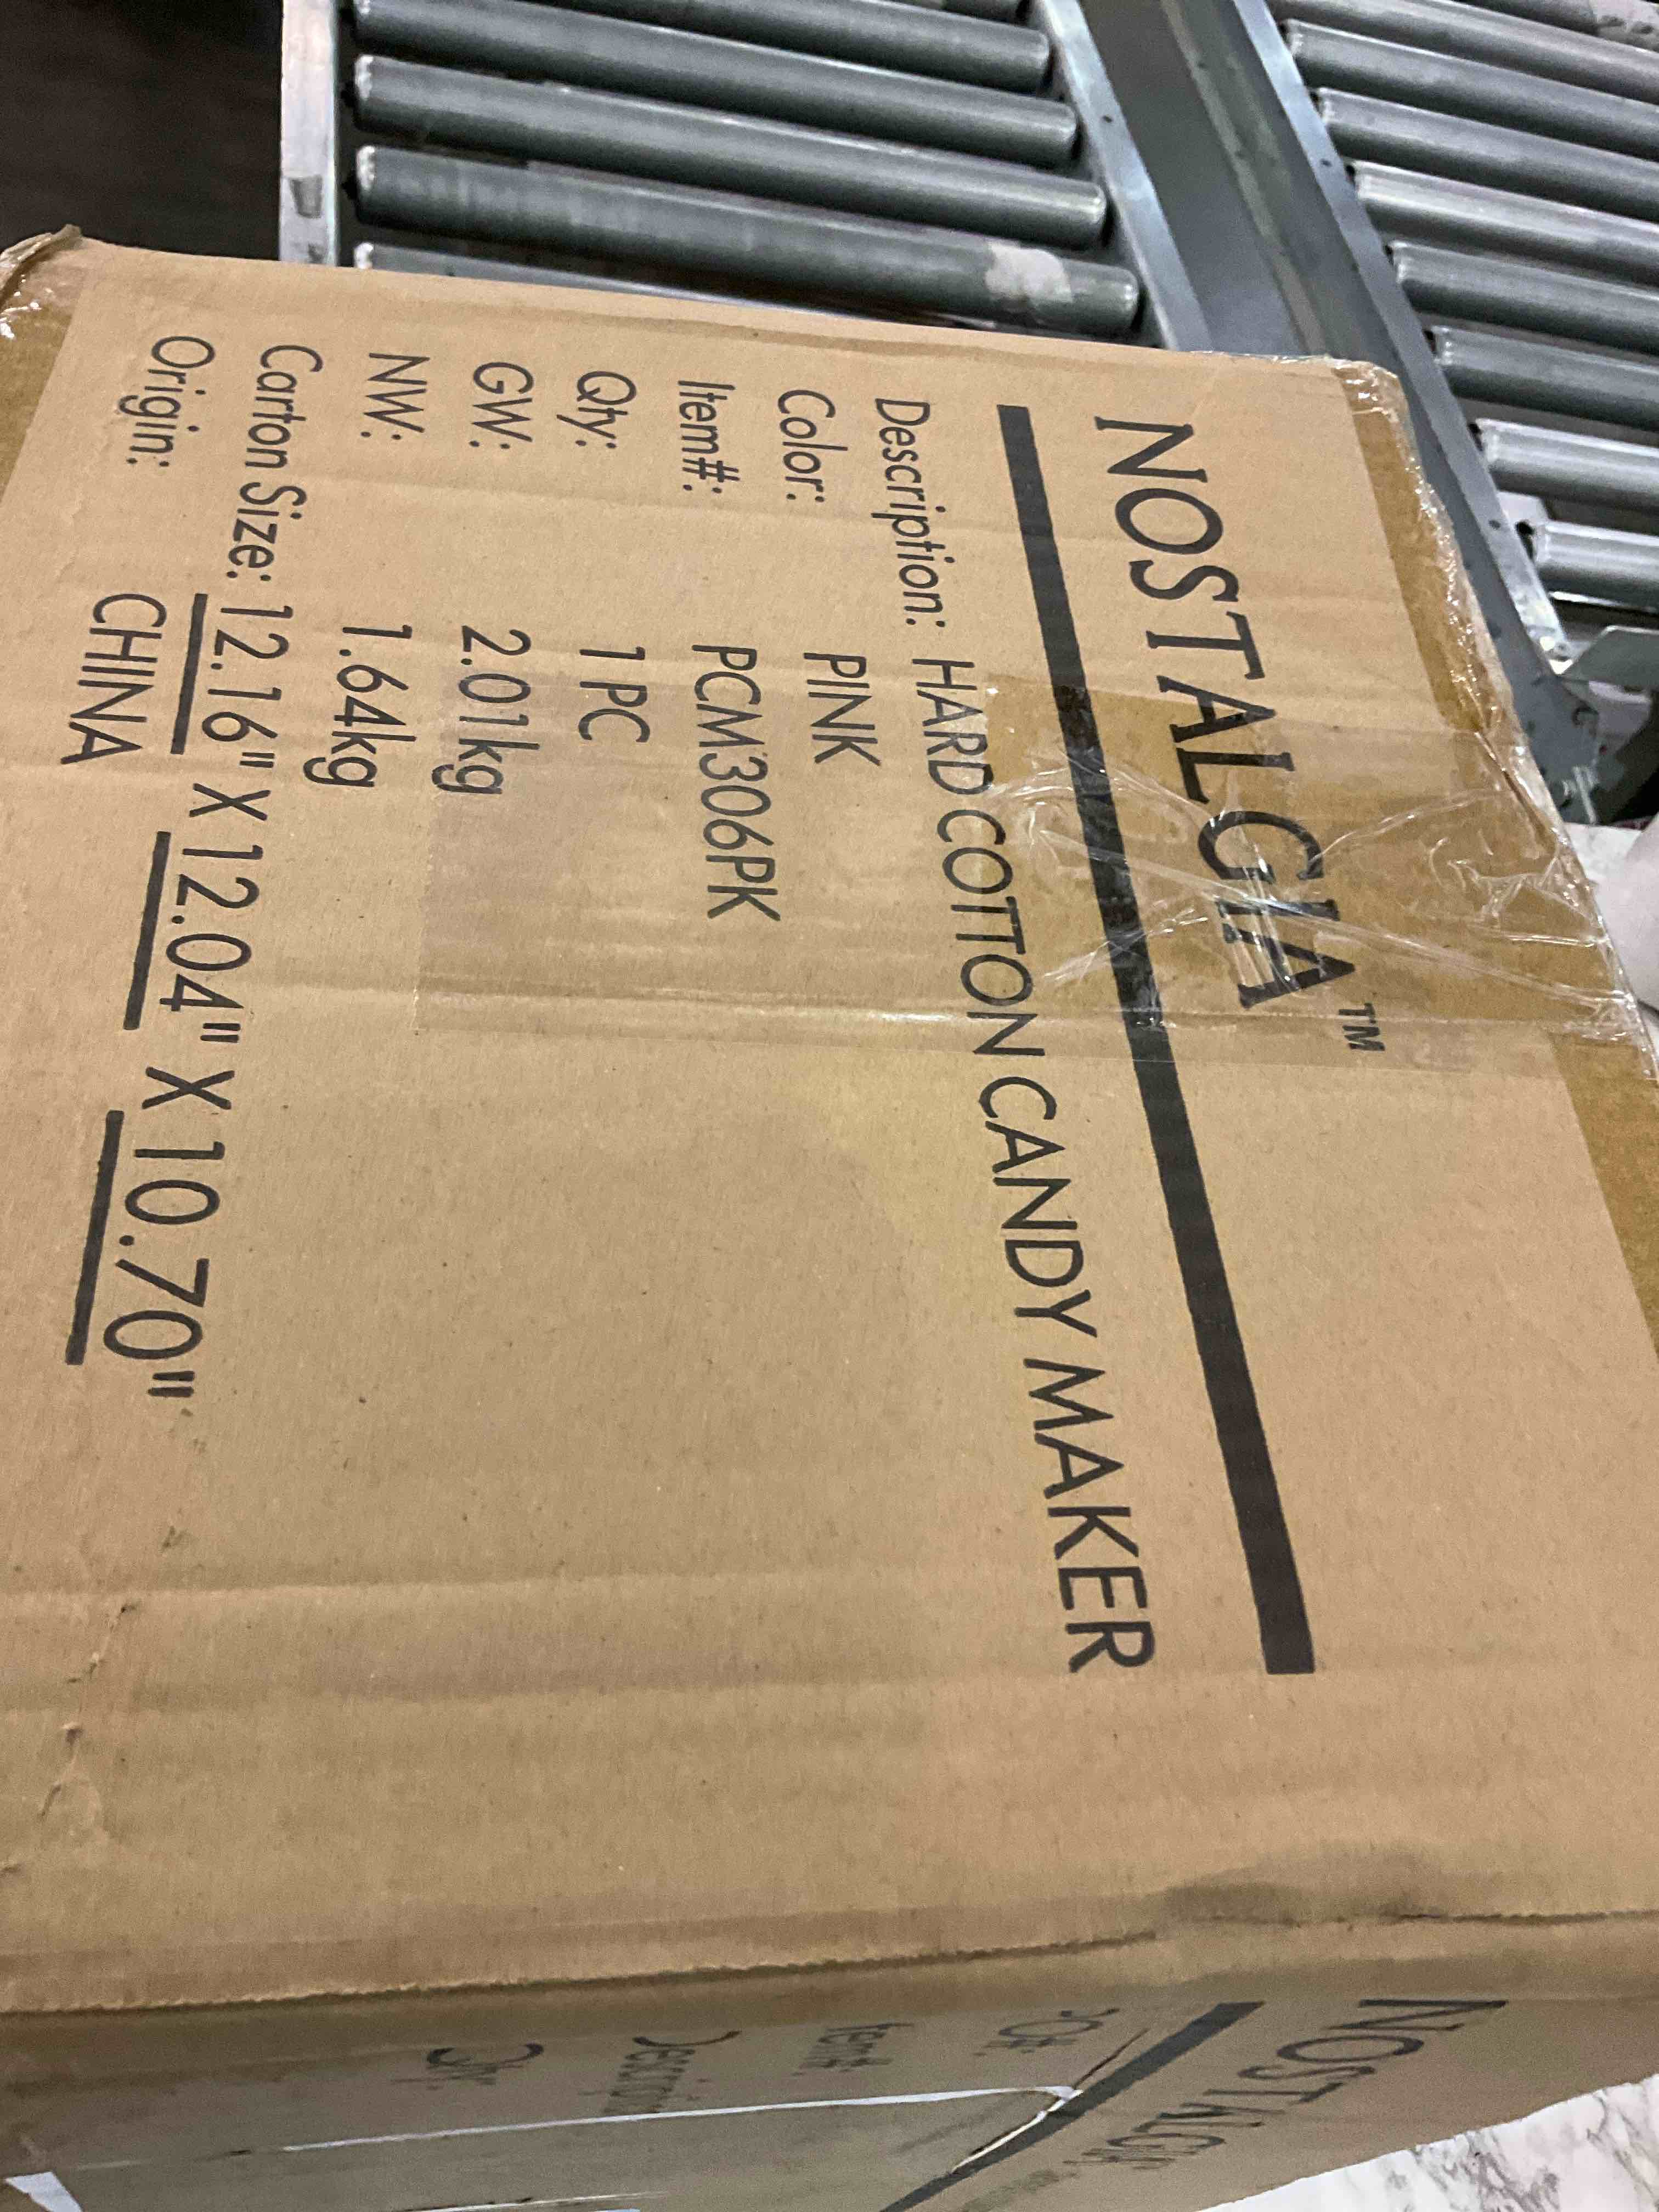 NOSTALGIA™
Description: HARD COTTON CANDY MAKER
Color: PINK
Item#: PCM306PK
Qty: 1 PC
GW: 2.01kg
NW: 1.64kg
Carton Size: 12.16" X 12.04" X 10.70"
Origin: CHINA
NOSTALGIA